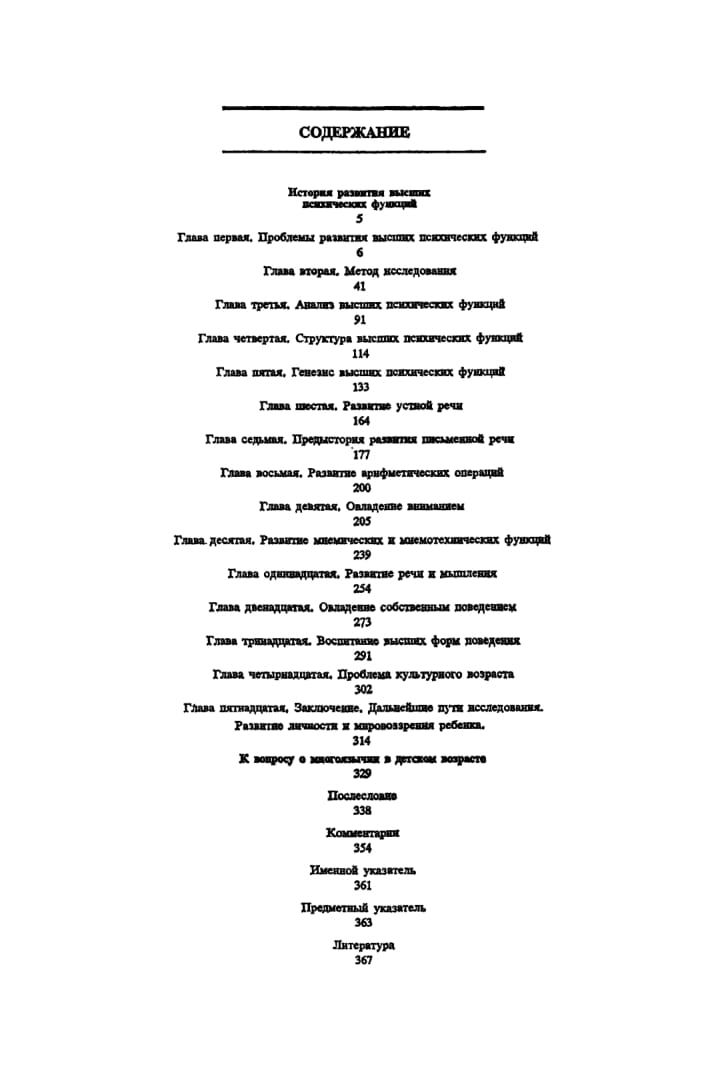 СОДЕРЖАНИЕ
История развития высших
психических функций
5
Глава первая. Проблемы развития высших психических функций
6
Глава вторая. Метод исследования
41
Глава третья. Анализ высших психических функций
91
Глава четвертая. Структура высших психических функций
114
Глава пятая. Генезис высших психических функций
133
Глава шестая. Развитие устной речи
164
Глава седьмая. Предыстория развития письменной речи
177
Глава восьмая. Развитие арифметических операций
200
Глава девятая. Овладение вниманием
205
Глава десятая. Развитие мнемических и мнемотехнических функций
239
Глава одиннадцатая. Развитие речи и мышления
254
Глава двенадцатая. Овладение собственным поведением
273
Глава тринадцатая. Воспитание высших форм поведения
291
Глава четырнадцатая. Проблема культурного возраста
302
Глава пятнадцатая. Заключение. Дальнейшие пути исследования.
Развитие личности и мировоззрения ребенка.
314
К вопросу о многоязычии в детском возрасте
329
Послесловие
338
Комментарии
354
Именной указатель
361
Предметный указатель
363
Литература
367